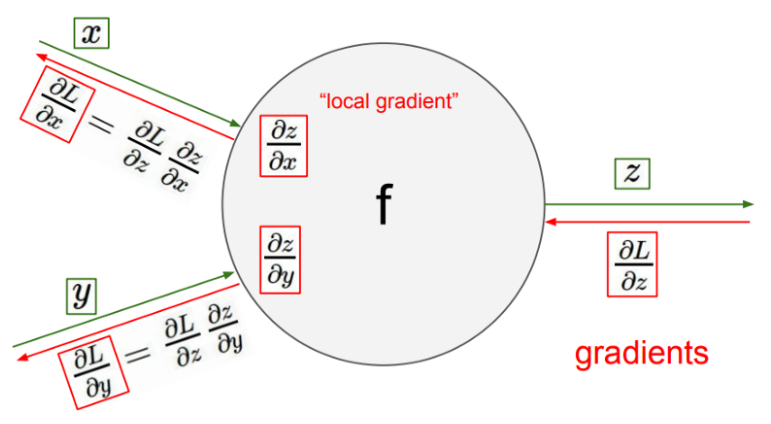 x
∂L/∂x = ∂L/∂z ∂z/∂x
“local gradient”
∂z/∂x
f
z
∂z/∂y
∂L/∂z
y
∂L/∂y = ∂L/∂z ∂z/∂y
gradients